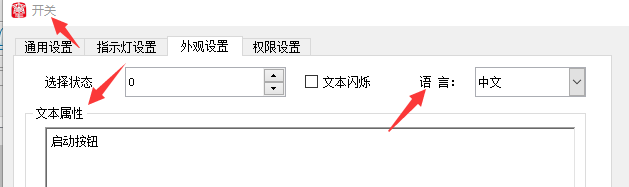 开关
通用设置 指示灯设置 外观设置 权限设置
选择状态 0 文本闪烁 语 言： 中文
文本属性
启动按钮